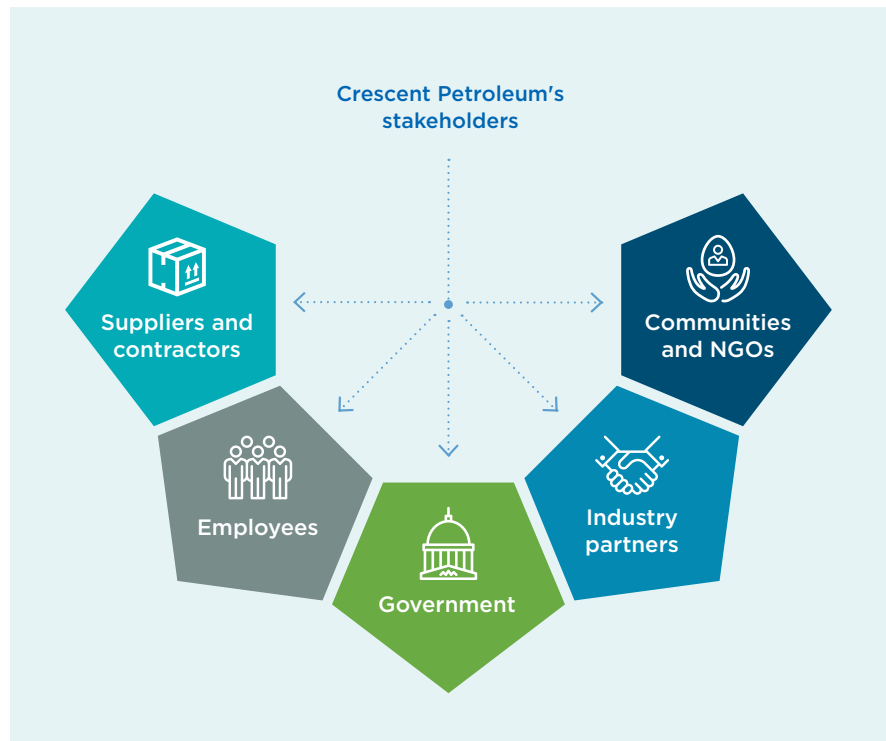 Crescent Petroleum's
stakeholders
Suppliers and
contractors
Communities
and NGOs
Employees
Industry
partners
Government